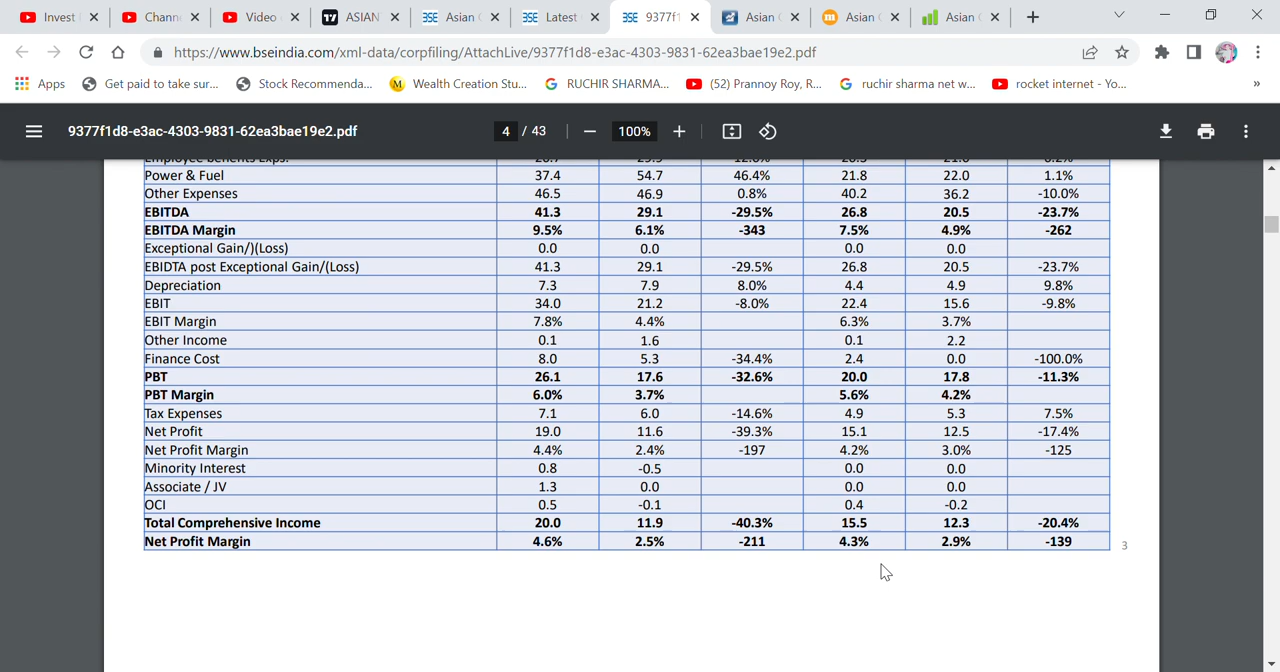 Invest Chann Video ASIAN Asian Latest 9377f1 Asian Asian Asian
https://www.bseindia.com/xml-data/corpfiling/AttachLive/9377f1d8-e3ac-4303-9831-62ea3bae19e2.pdf
Apps Get paid to take sur... Stock Recommenda... Wealth Creation Stu... RUCHIR SHARMA... (52) Prannoy Roy, R... ruchir sharma net w... rocket internet - Yo... »
9377f1d8-e3ac-4303-9831-62ea3bae19e2.pdf 4 / 43 100%
Power & Fuel 37.4 54.7 46.4% 21.8 22.0 1.1%
Other Expenses 46.5 46.9 0.8% 40.2 36.2 -10.0%
EBITDA 41.3 29.1 -29.5% 26.8 20.5 -23.7%
EBITDA Margin 9.5% 6.1% -343 7.5% 4.9% -262
Exceptional Gain/)(Loss) 0.0 0.0 0.0 0.0
EBIDTA post Exceptional Gain/(Loss) 41.3 29.1 -29.5% 26.8 20.5 -23.7%
Depreciation 7.3 7.9 8.0% 4.4 4.9 9.8%
EBIT 34.0 21.2 -8.0% 22.4 15.6 -9.8%
EBIT Margin 7.8% 4.4% 6.3% 3.7%
Other Income 0.1 1.6 0.1 2.2
Finance Cost 8.0 5.3 -34.4% 2.4 0.0 -100.0%
PBT 26.1 17.6 -32.6% 20.0 17.8 -11.3%
PBT Margin 6.0% 3.7% 5.6% 4.2%
Tax Expenses 7.1 6.0 -14.6% 4.9 5.3 7.5%
Net Profit 19.0 11.6 -39.3% 15.1 12.5 -17.4%
Net Profit Margin 4.4% 2.4% -197 4.2% 3.0% -125
Minority Interest 0.8 -0.5 0.0 0.0
Associate / JV 1.3 0.0 0.0 0.0
OCI 0.5 -0.1 0.4 -0.2
Total Comprehensive Income 20.0 11.9 -40.3% 15.5 12.3 -20.4%
Net Profit Margin 4.6% 2.5% -211 4.3% 2.9% -139
3